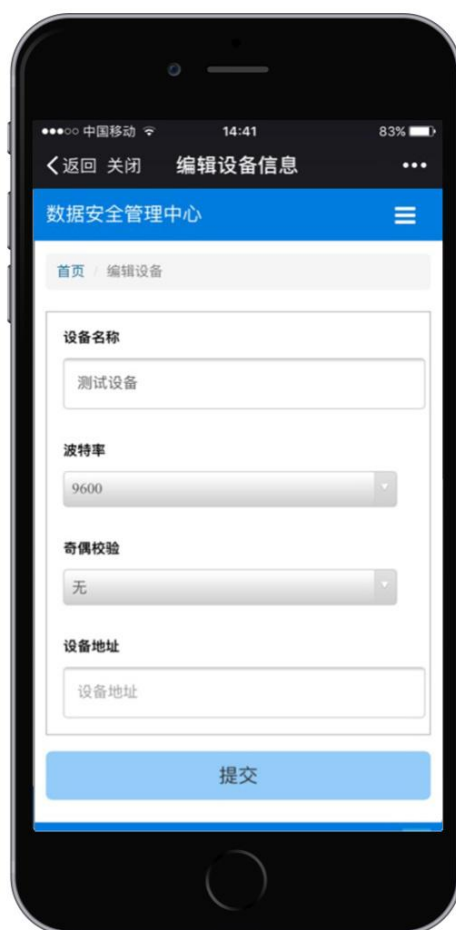 中国移动 14:41 83%
返回 关闭 编辑设备信息
数据安全管理中心
首页 / 编辑设备
设备名称
测试设备
波特率
9600
奇偶校验
无
设备地址
设备地址
提交